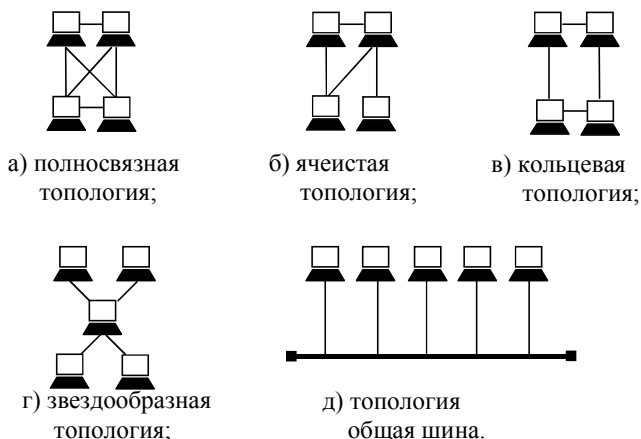 а) полносвязная
топология;
б) ячеистая
топология;
в) кольцевая
топология;
г) звездообразная
топология;
д) топология
общая шина.